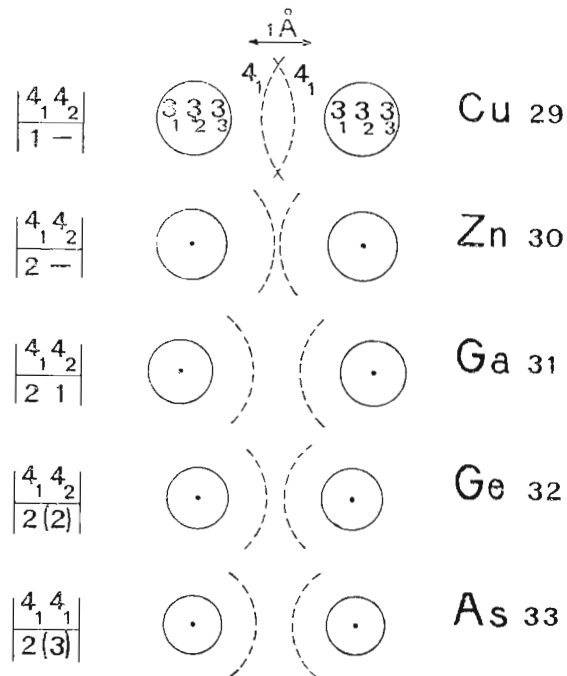 1 Å
4₁ 4₁
4₁ 4₂
1 –
3₁ 3₂ 3₃ 3₁ 3₂ 3₃ Cu 29
4₁ 4₂
2 –
Zn 30
4₁ 4₂
2 1
Ga 31
4₁ 4₂
2 (2)
Ge 32
4₁ 4₁
2 (3)
As 33